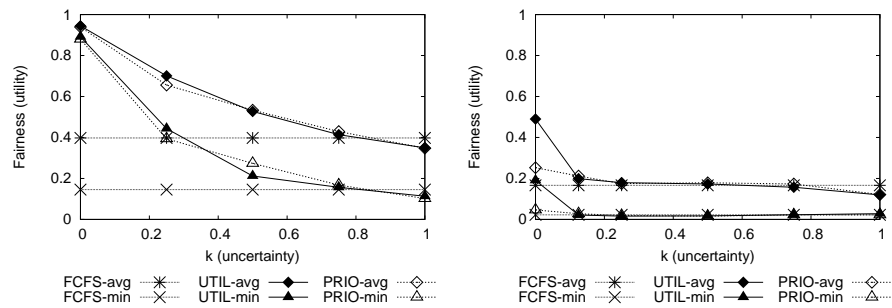 1
0.8
0.6
0.4
0.2
0
0 0.2 0.4 0.6 0.8 1
Fairness (utility)
k (uncertainty)
FCFS-avg UTIL-avg PRIO-avg
FCFS-min UTIL-min PRIO-min
1
0.8
0.6
0.4
0.2
0
0 0.2 0.4 0.6 0.8 1
Fairness (utility)
k (uncertainty)
FCFS-avg UTIL-avg PRIO-avg
FCFS-min UTIL-min PRIO-min